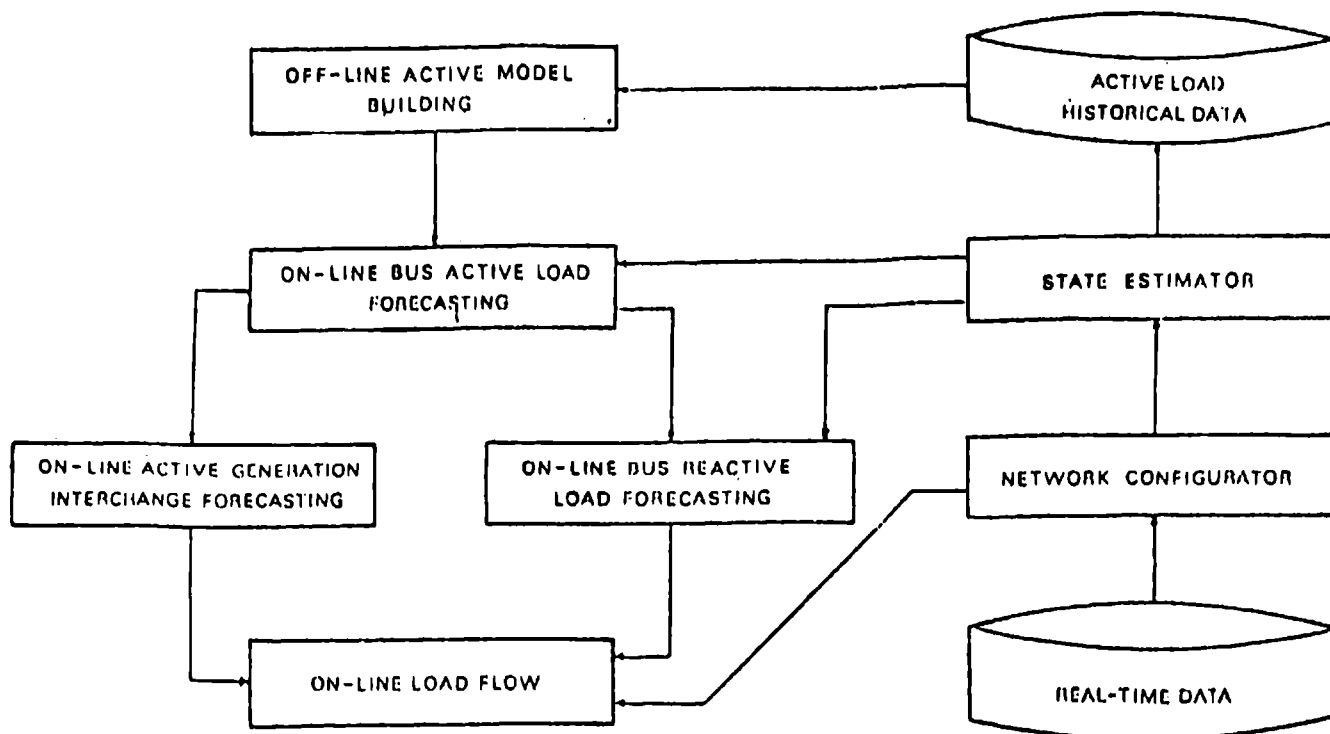 OFF-LINE ACTIVE MODEL
BUILDING
ACTIVE LOAD
HISTORICAL DATA
ON-LINE BUS ACTIVE LOAD
FORECASTING
STATE ESTIMATOR
ON-LINE ACTIVE GENERATION
INTERCHANGE FORECASTING
ON-LINE BUS REACTIVE
LOAD FORECASTING
NETWORK CONFIGURATOR
ON-LINE LOAD FLOW
REAL-TIME DATA